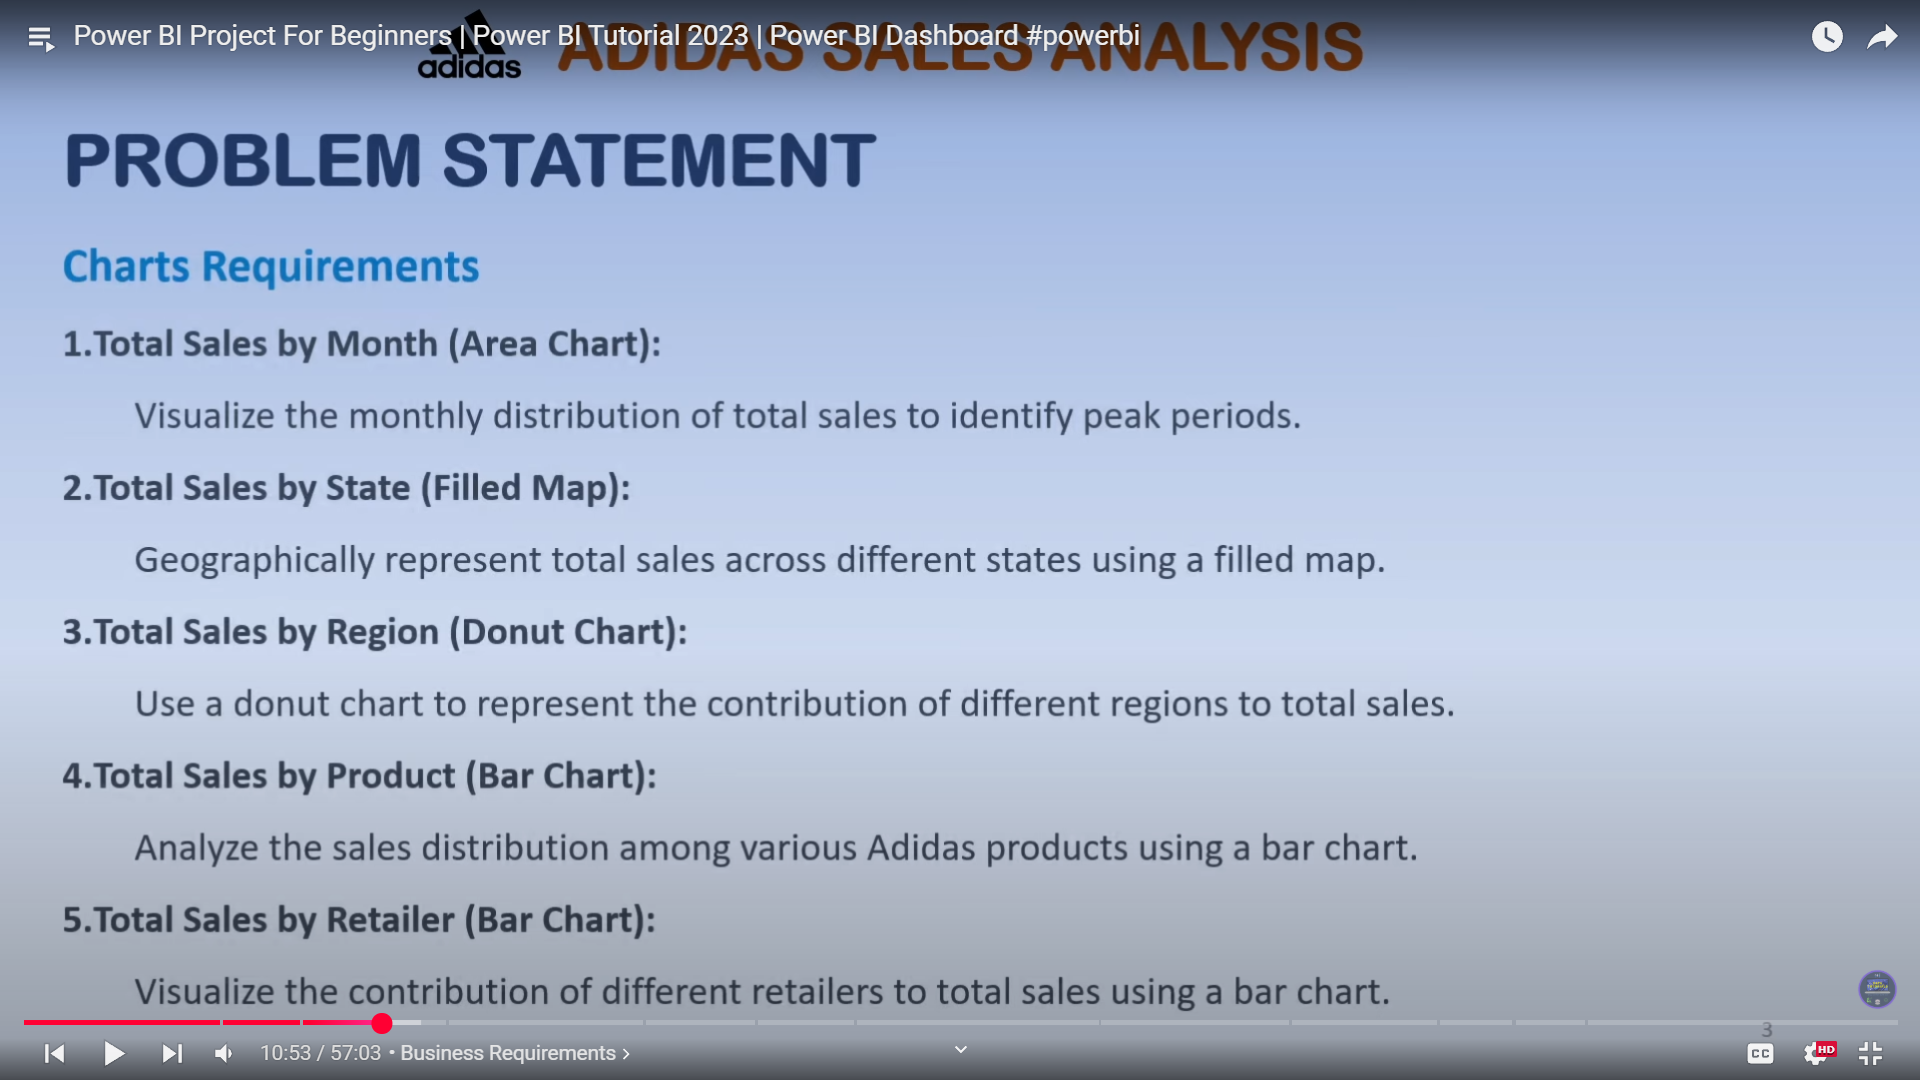 Power BI Project For Beginners | Power BI Tutorial 2023 | Power BI Dashboard #powerbi
adidas
ADIDAS SALES ANALYSIS
PROBLEM STATEMENT
Charts Requirements
1.Total Sales by Month (Area Chart):
Visualize the monthly distribution of total sales to identify peak periods.
2.Total Sales by State (Filled Map):
Geographically represent total sales across different states using a filled map.
3.Total Sales by Region (Donut Chart):
Use a donut chart to represent the contribution of different regions to total sales.
4.Total Sales by Product (Bar Chart):
Analyze the sales distribution among various Adidas products using a bar chart.
5.Total Sales by Retailer (Bar Chart):
Visualize the contribution of different retailers to total sales using a bar chart.
3
10:53 / 57:03 • Business Requirements
CC
HD